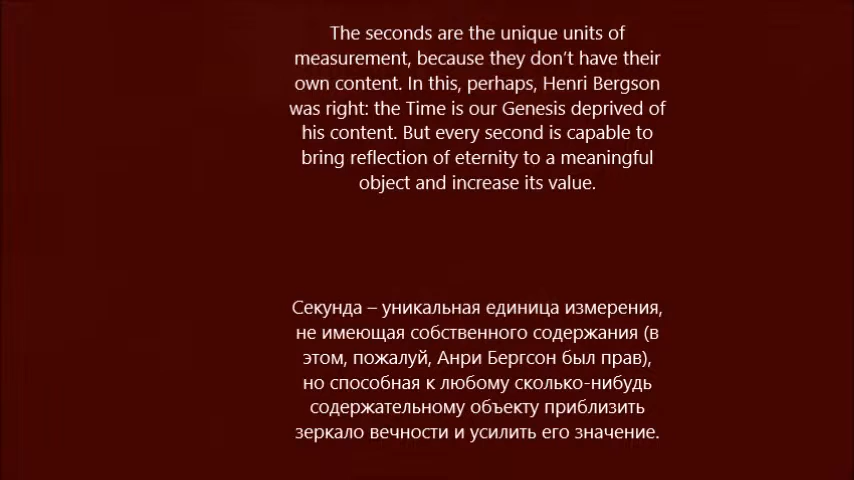 The seconds are the unique units of
measurement, because they don’t have their
own content. In this, perhaps, Henri Bergson
was right: the Time is our Genesis deprived of
his content. But every second is capable to
bring reflection of eternity to a meaningful
object and increase its value.
Секунда – уникальная единица измерения,
не имеющая собственного содержания (в
этом, пожалуй, Анри Бергсон был прав),
но способная к любому сколько-нибудь
содержательному объекту приблизить
зеркало вечности и усилить его значение.